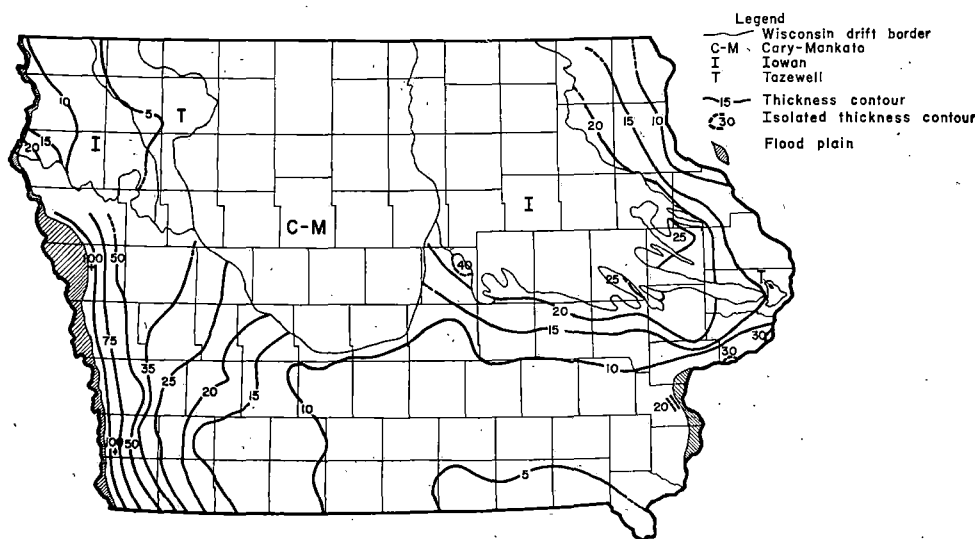 Legend
Wisconsin drift border
C-M Cary-Mankato
I Iowan
T Tazewell
15 Thickness contour
30 Isolated thickness contour
Flood plain
10
5
T
20
15
I
20
15
10
I
C-M
25
100
50
40
25
T
20
15
30
75
35
25
20
15
10
30
10
20
100
50
5